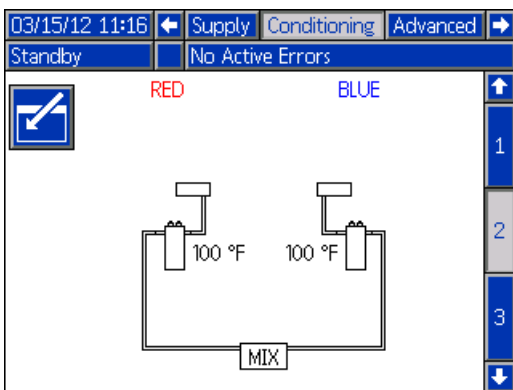 03/15/12 11:16 Supply Conditioning Advanced
Standby No Active Errors
RED BLUE
1
2
100 °F 100 °F
3
MIX